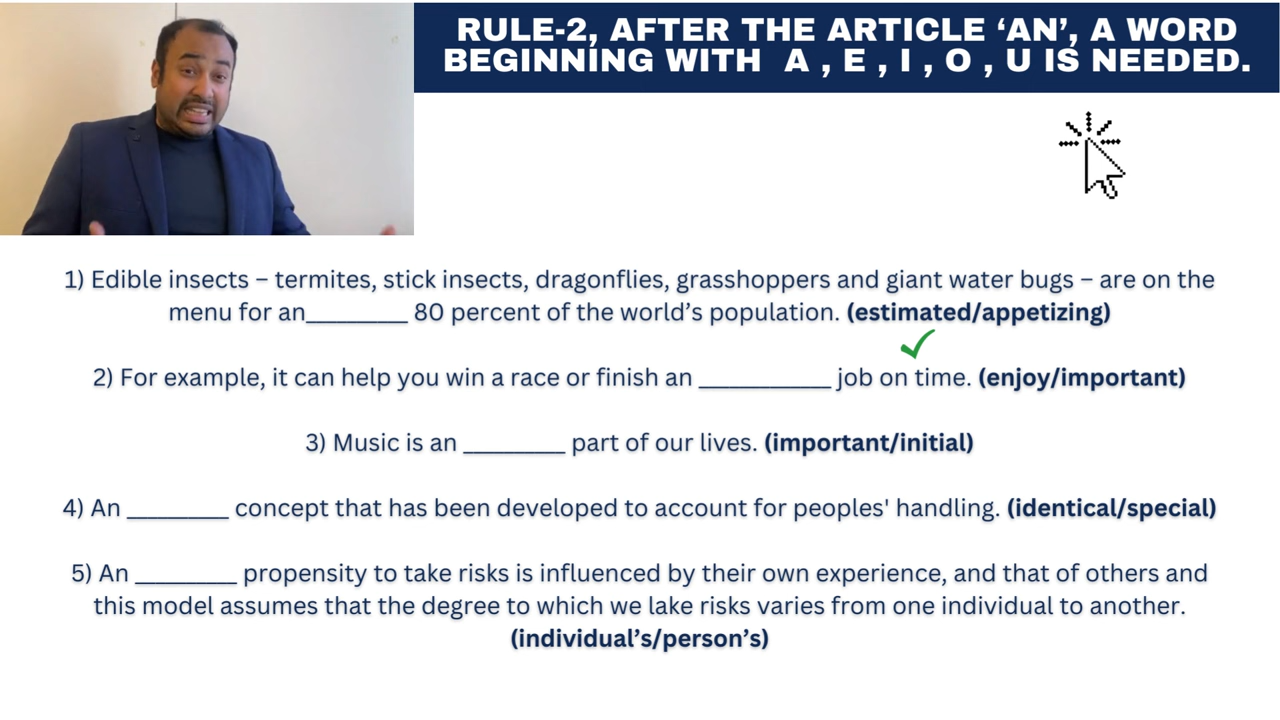 RULE-2, AFTER THE ARTICLE ‘AN’, A WORD
BEGINNING WITH A , E , I , O , U IS NEEDED.
1) Edible insects – termites, stick insects, dragonflies, grasshoppers and giant water bugs – are on the
menu for an_________ 80 percent of the world’s population. (estimated/appetizing)
2) For example, it can help you win a race or finish an ____________ job on time. (enjoy/important)
3) Music is an _________ part of our lives. (important/initial)
4) An _________ concept that has been developed to account for peoples' handling. (identical/special)
5) An _________ propensity to take risks is influenced by their own experience, and that of others and
this model assumes that the degree to which we lake risks varies from one individual to another.
(individual’s/person’s)